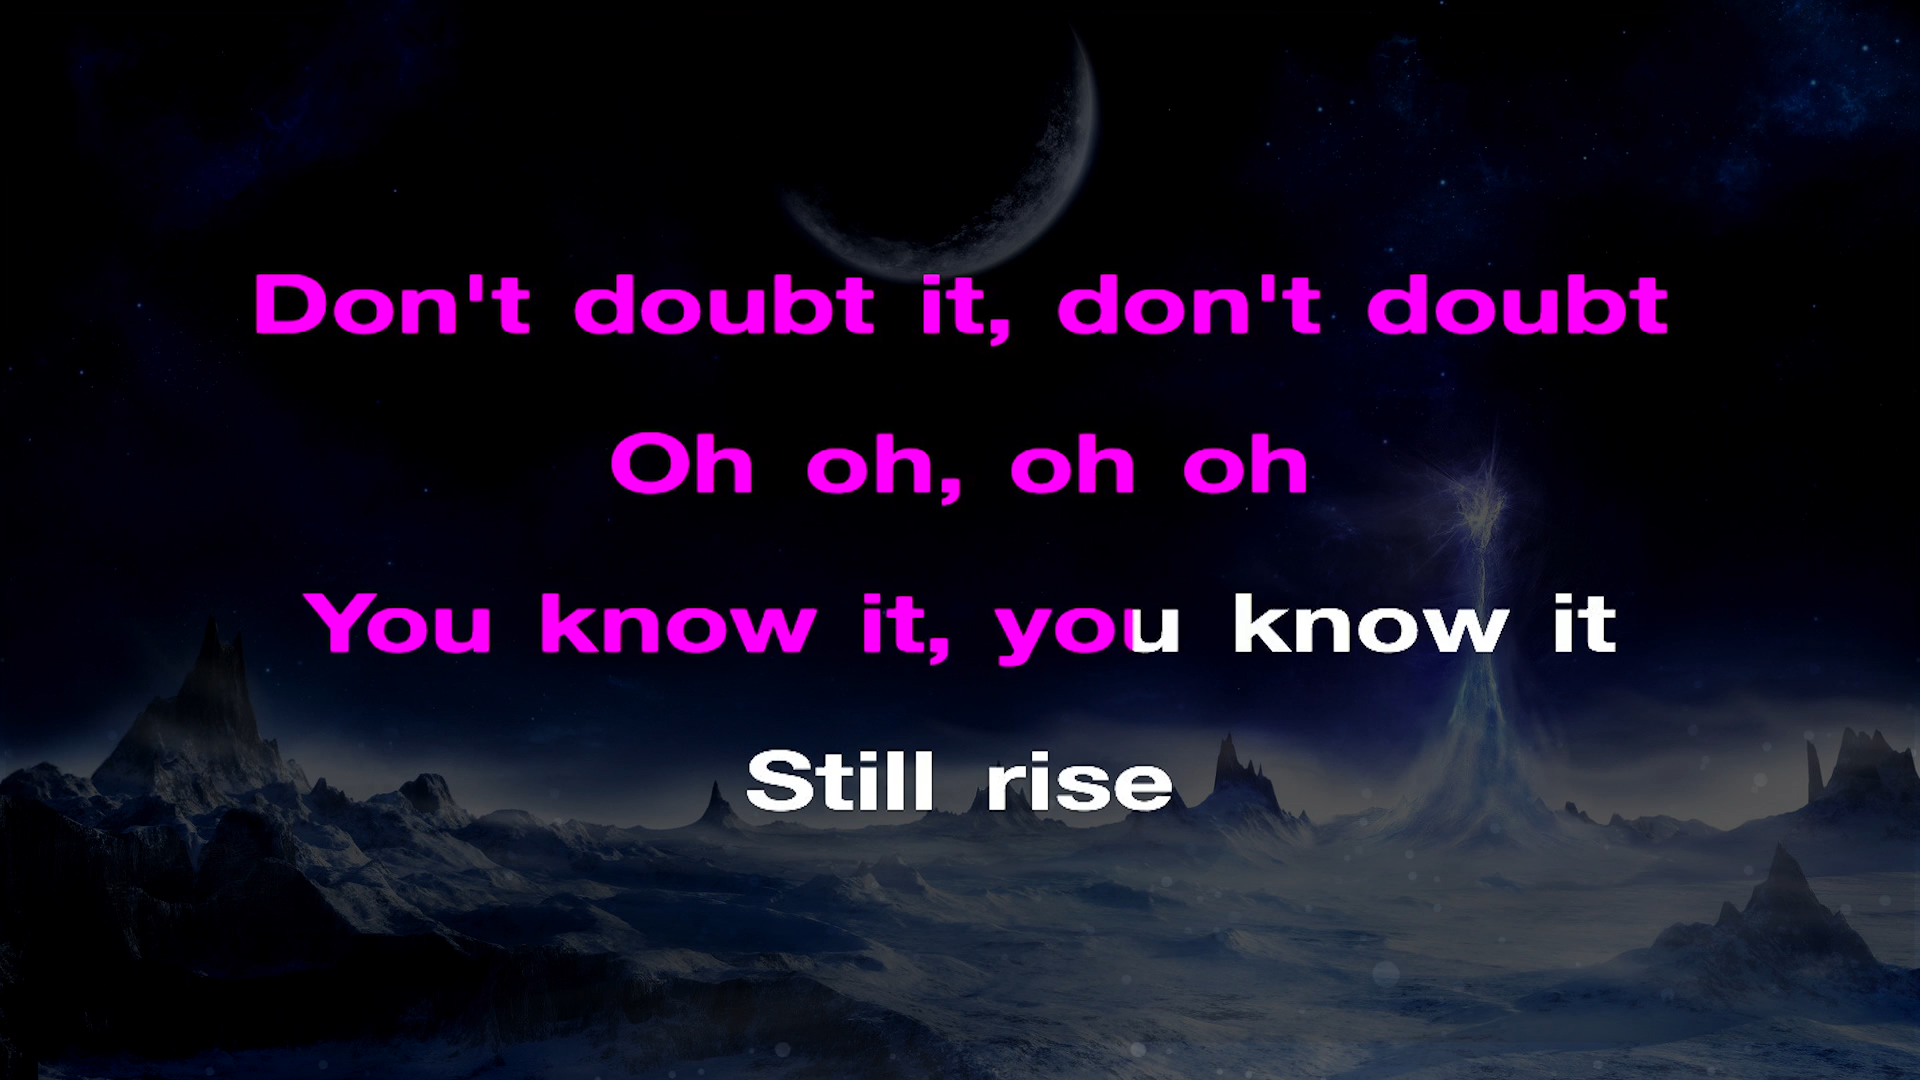 Don't doubt it, don't doubt
Oh oh, oh oh
You know it, you know it
Still rise